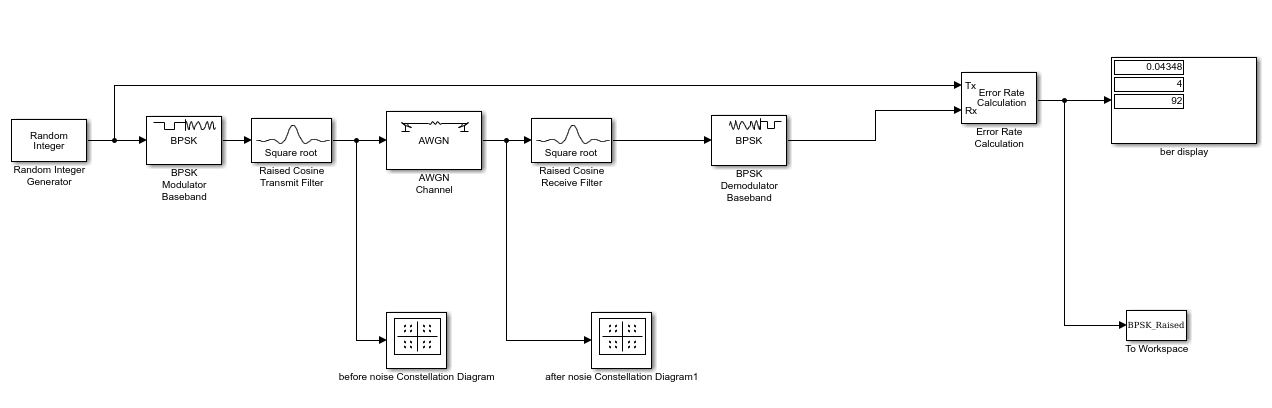 0.04348
4
92
ber display
Tx
Rx
Error Rate
Calculation
Error Rate
Calculation
Random
Integer
Random Integer
Generator
BPSK
BPSK
Modulator
Baseband
Square root
Raised Cosine
Transmit Filter
AWGN
AWGN
Channel
Square root
Raised Cosine
Receive Filter
BPSK
BPSK
Demodulator
Baseband
before noise Constellation Diagram
after nosie Constellation Diagram1
BPSK_Raised
To Workspace